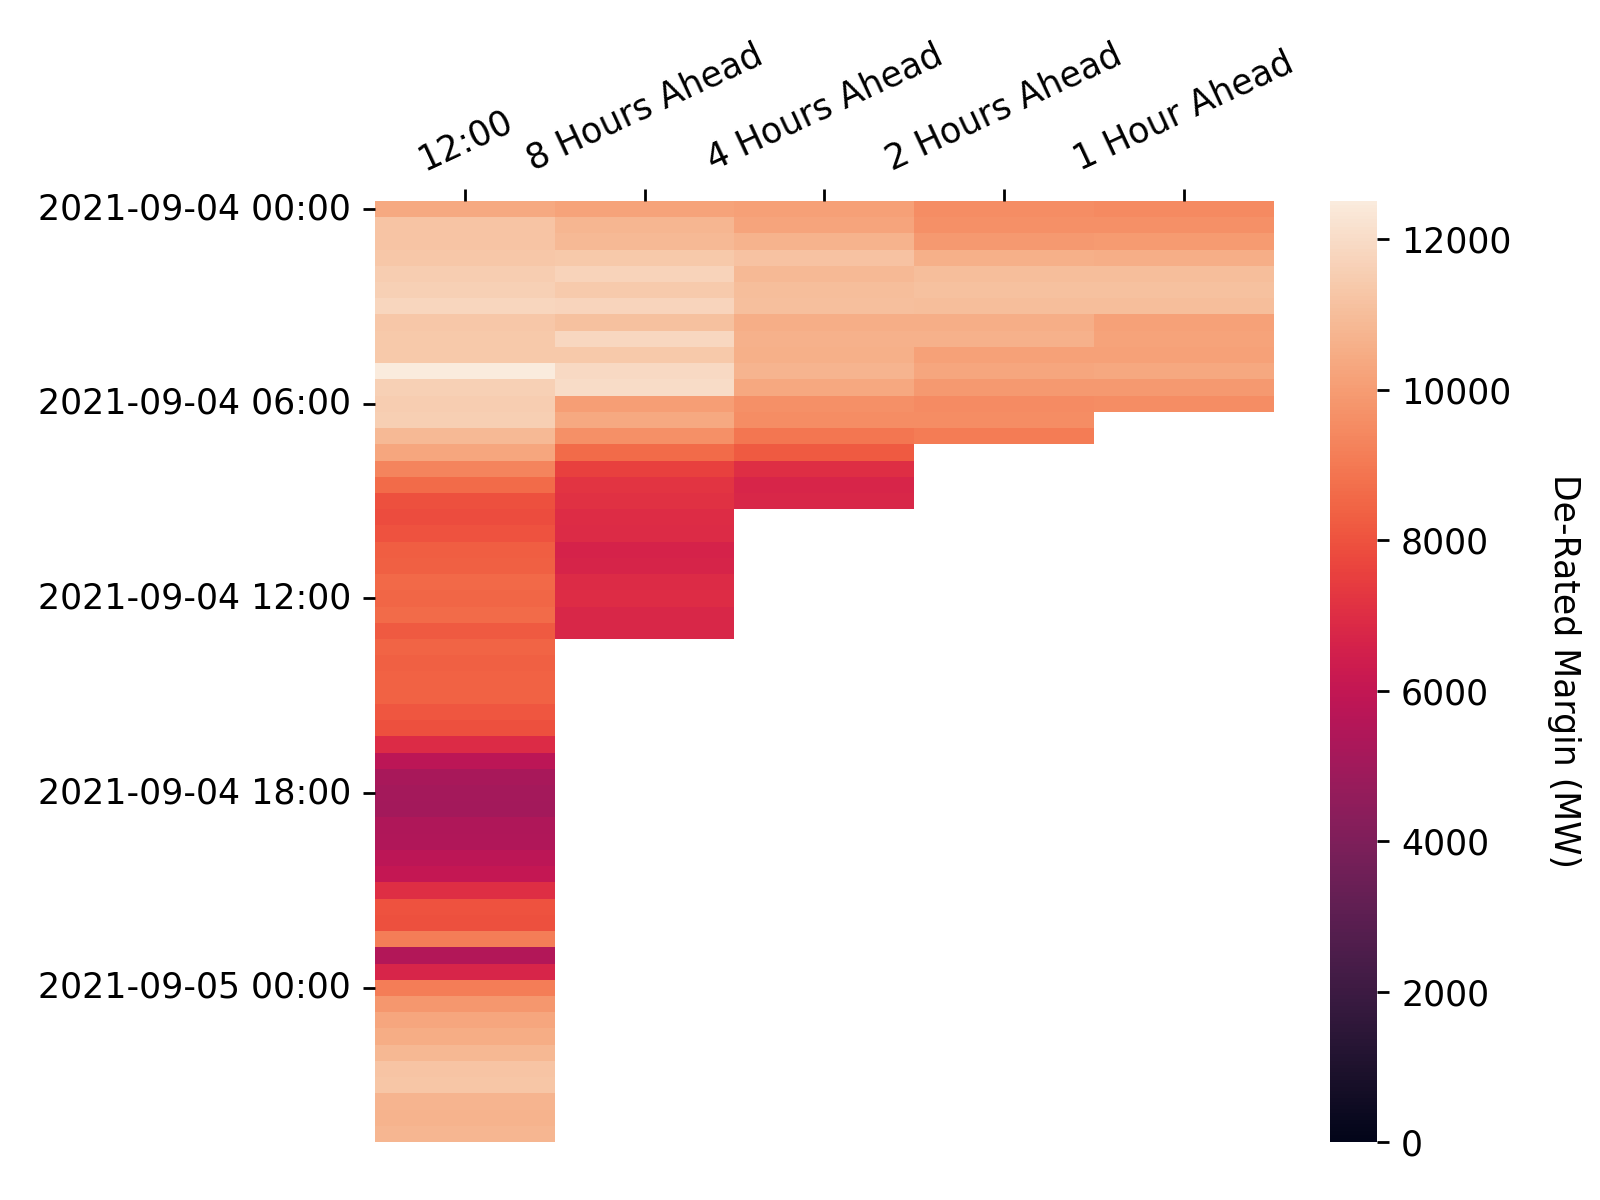 12:00
8 Hours Ahead
4 Hours Ahead
2 Hours Ahead
1 Hour Ahead
2021-09-04 00:00
2021-09-04 06:00
2021-09-04 12:00
2021-09-04 18:00
2021-09-05 00:00
12000
10000
8000
6000
4000
2000
0
De-Rated Margin (MW)